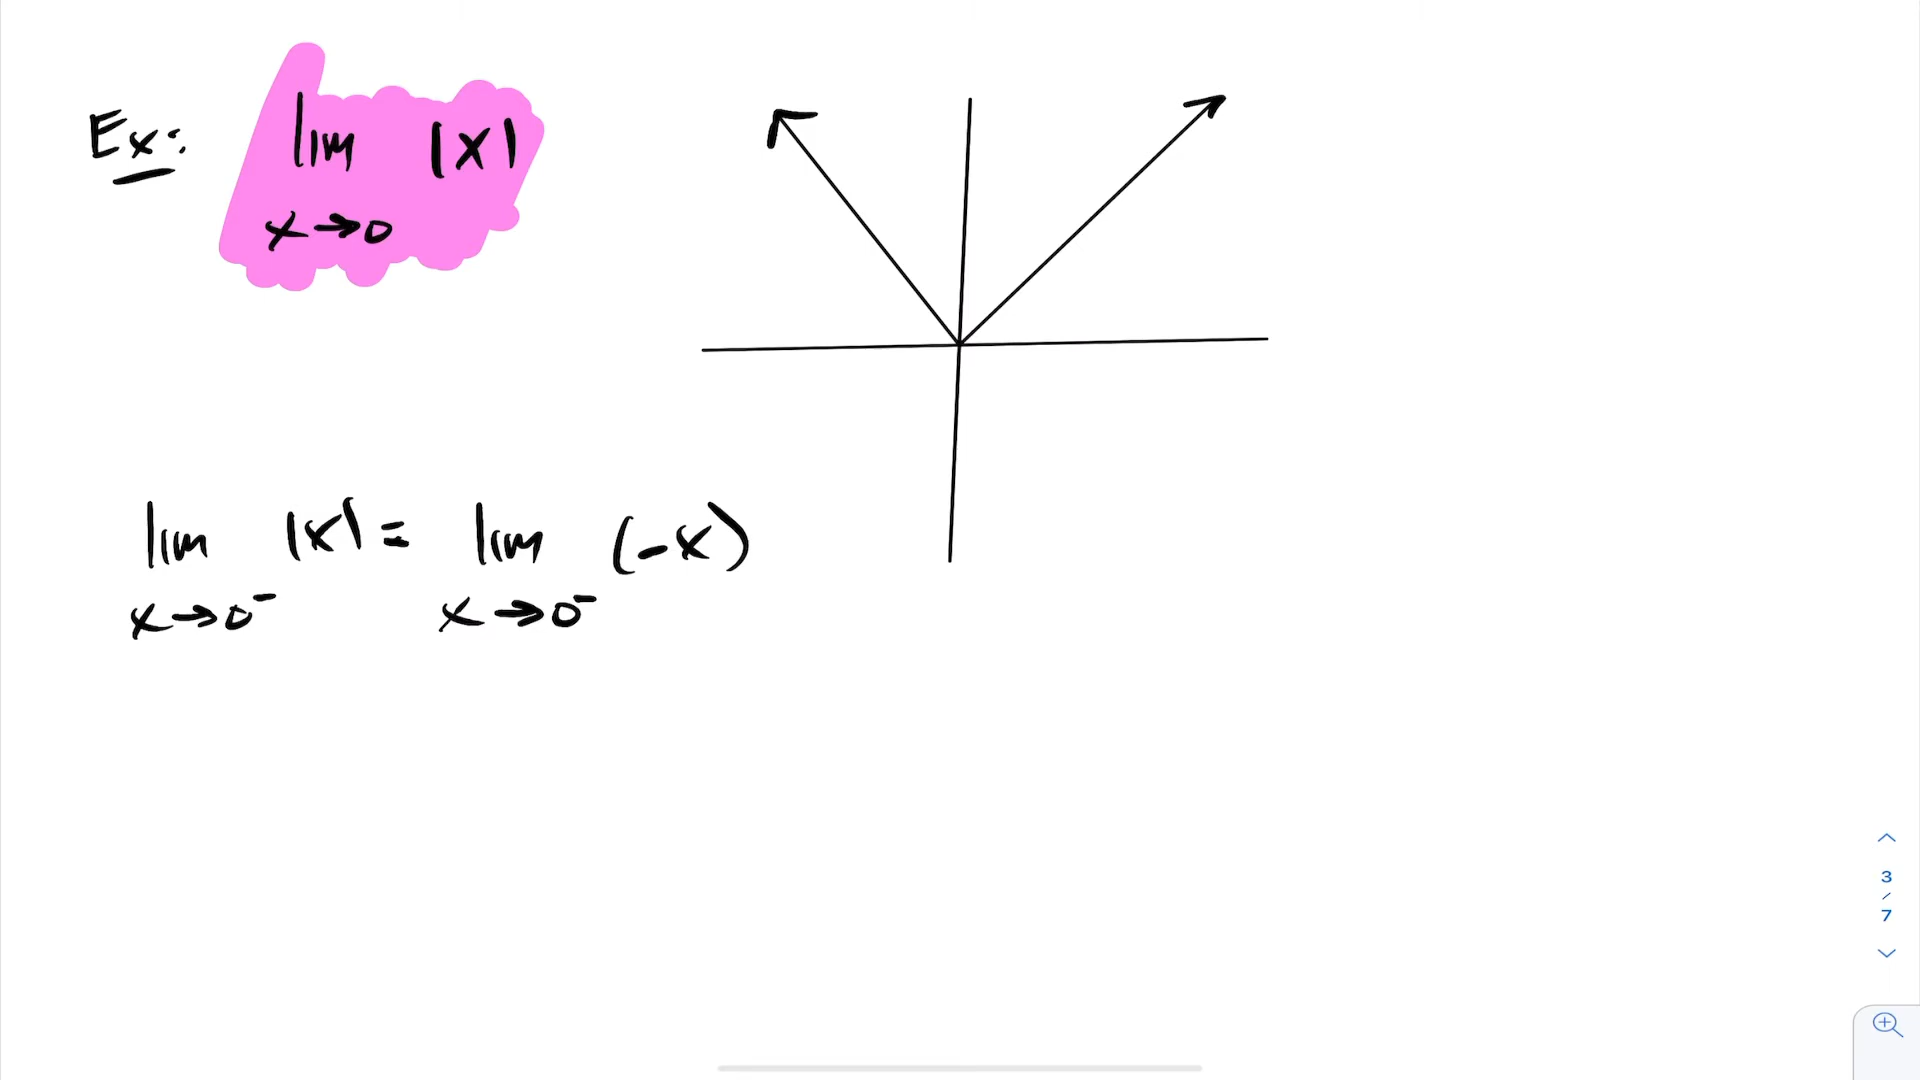 Ex: lim |x|
x→0
lim |x| = lim (-x)
x→0⁻ x→0⁻
3
/
7